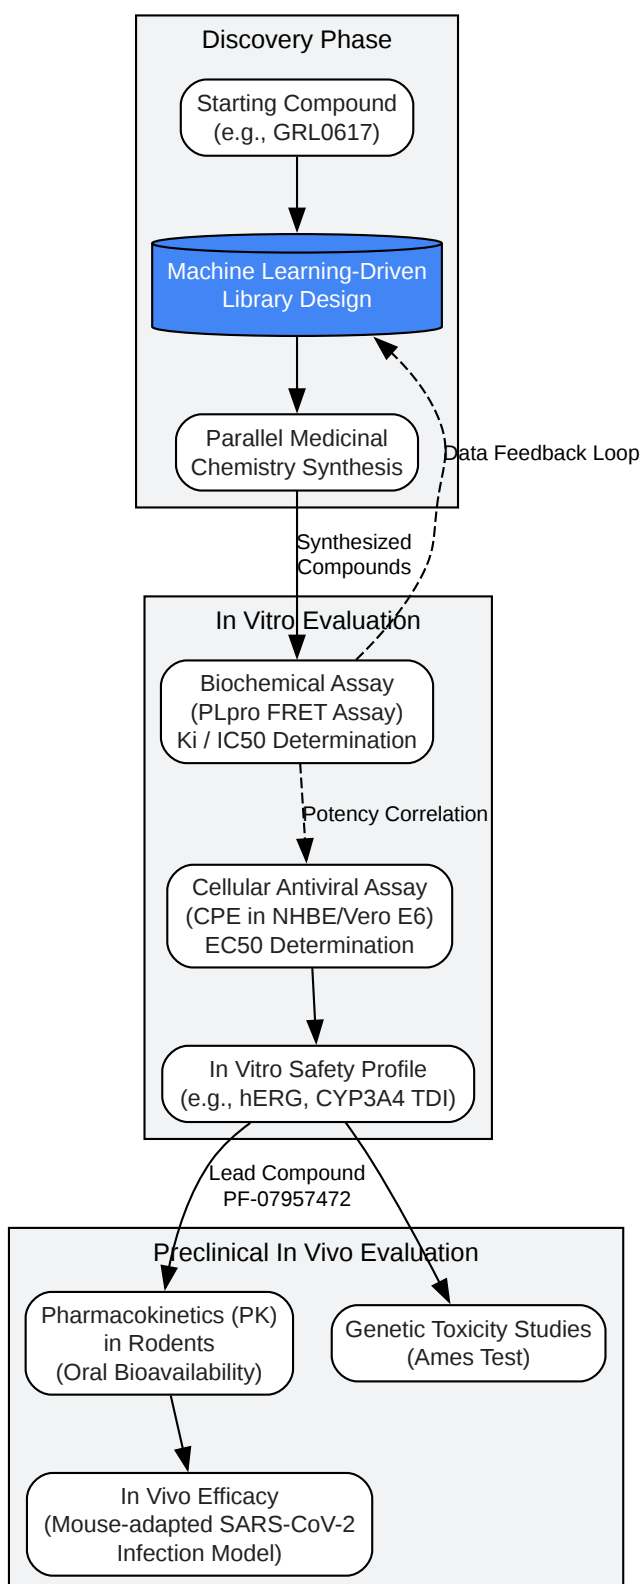 Discovery Phase
Starting Compound
(e.g., GRL0617)
Machine Learning-Driven
Library Design
Parallel Medicinal
Chemistry Synthesis
Data Feedback Loop
Synthesized
Compounds
In Vitro Evaluation
Biochemical Assay
(PLpro FRET Assay)
Ki / IC50 Determination
Potency Correlation
Cellular Antiviral Assay
(CPE in NHBE/Vero E6)
EC50 Determination
In Vitro Safety Profile
(e.g., hERG, CYP3A4 TDI)
Lead Compound
PF-07957472
Preclinical In Vivo Evaluation
Pharmacokinetics (PK)
in Rodents
(Oral Bioavailability)
Genetic Toxicity Studies
(Ames Test)
In Vivo Efficacy
(Mouse-adapted SARS-CoV-2
Infection Model)